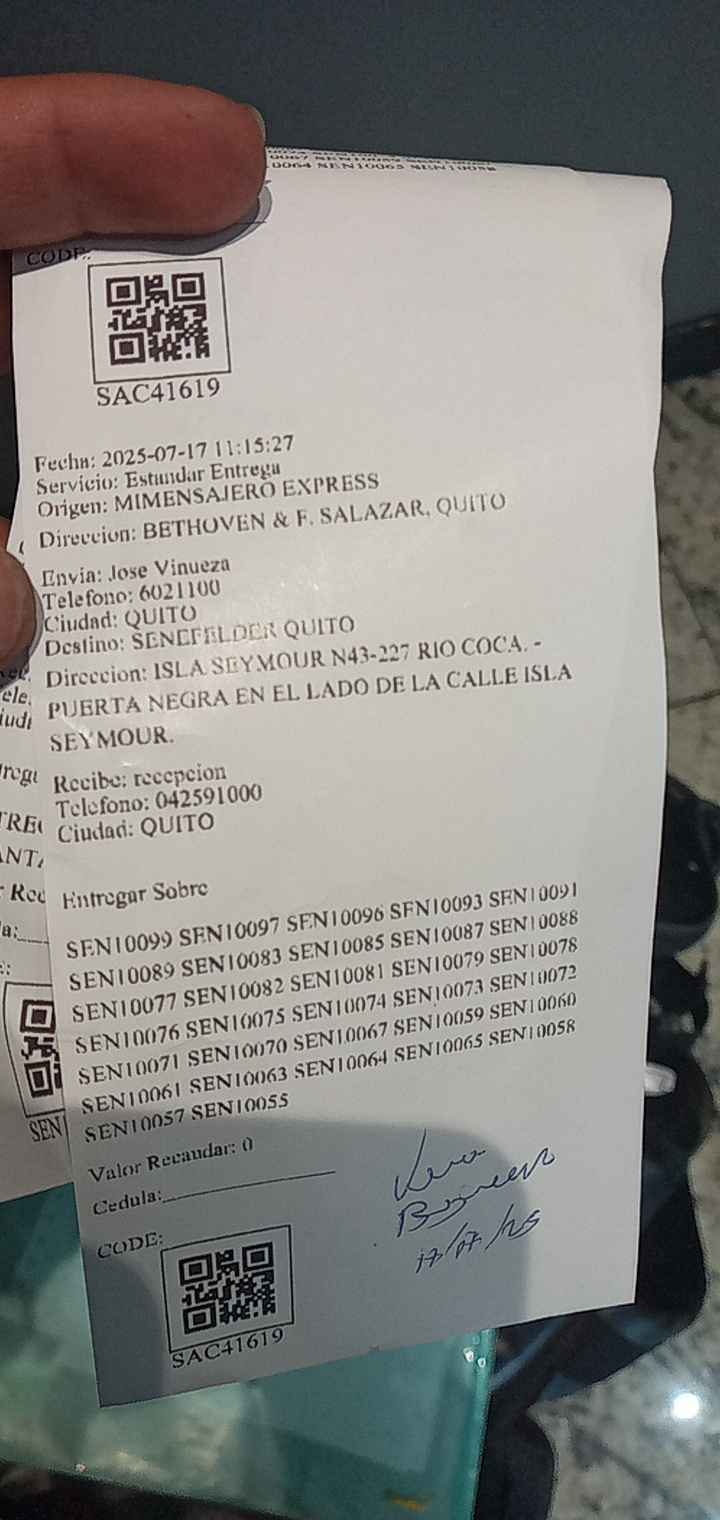 0064 SEN10065 SEN10058
CODE:
SAC41619
Fecha: 2025-07-17 11:15:27
Servicio: Estandar Entrega
Origen: MIMENSAJERO EXPRESS
Direccion: BETHOVEN & F. SALAZAR, QUITO
Envia: Jose Vinueza
Telefono: 6021100
Ciudad: QUITO
Destino: SENEFELDER QUITO
Direccion: ISLA SEYMOUR N43-227 RIO COCA. -
PUERTA NEGRA EN EL LADO DE LA CALLE ISLA
SEYMOUR.
Recibe: recepcion
Telefono: 042591000
Ciudad: QUITO
Entregar Sobre
SEN10099 SEN10097 SEN10096 SEN10093 SEN10091
SEN10089 SEN10083 SEN10085 SEN10087 SEN10088
SEN10077 SEN10082 SEN10081 SEN10079 SEN10078
SEN10076 SEN10075 SEN10074 SEN10073 SEN10072
SEN10071 SEN10070 SEN10067 SEN10059 SEN10060
SEN10061 SEN10063 SEN10064 SEN10065 SEN10058
SEN10057 SEN10055
Valor Recaudar: 0
Cedula:
17/07/25
CODE:
SAC41619
SEN